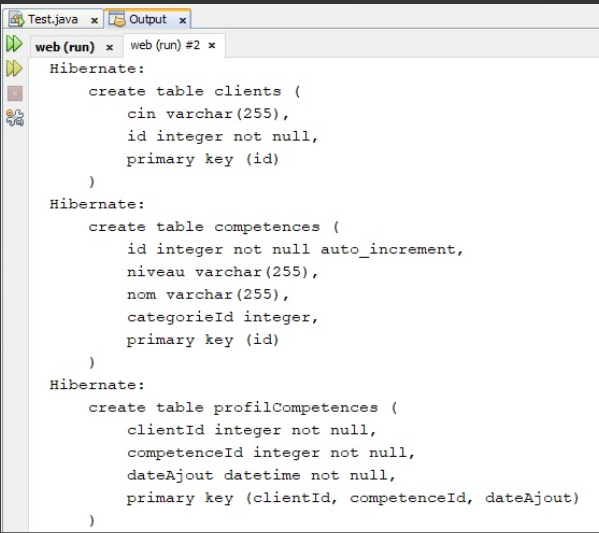 Test.java x Output x
web (run) x web (run) #2 x
Hibernate:
    create table clients (
        cin varchar(255),
        id integer not null,
        primary key (id)
    )
Hibernate:
    create table competences (
        id integer not null auto_increment,
        niveau varchar(255),
        nom varchar(255),
        categorieId integer,
        primary key (id)
    )
Hibernate:
    create table profilCompetences (
        clientId integer not null,
        competenceId integer not null,
        dateAjout datetime not null,
        primary key (clientId, competenceId, dateAjout)
    )